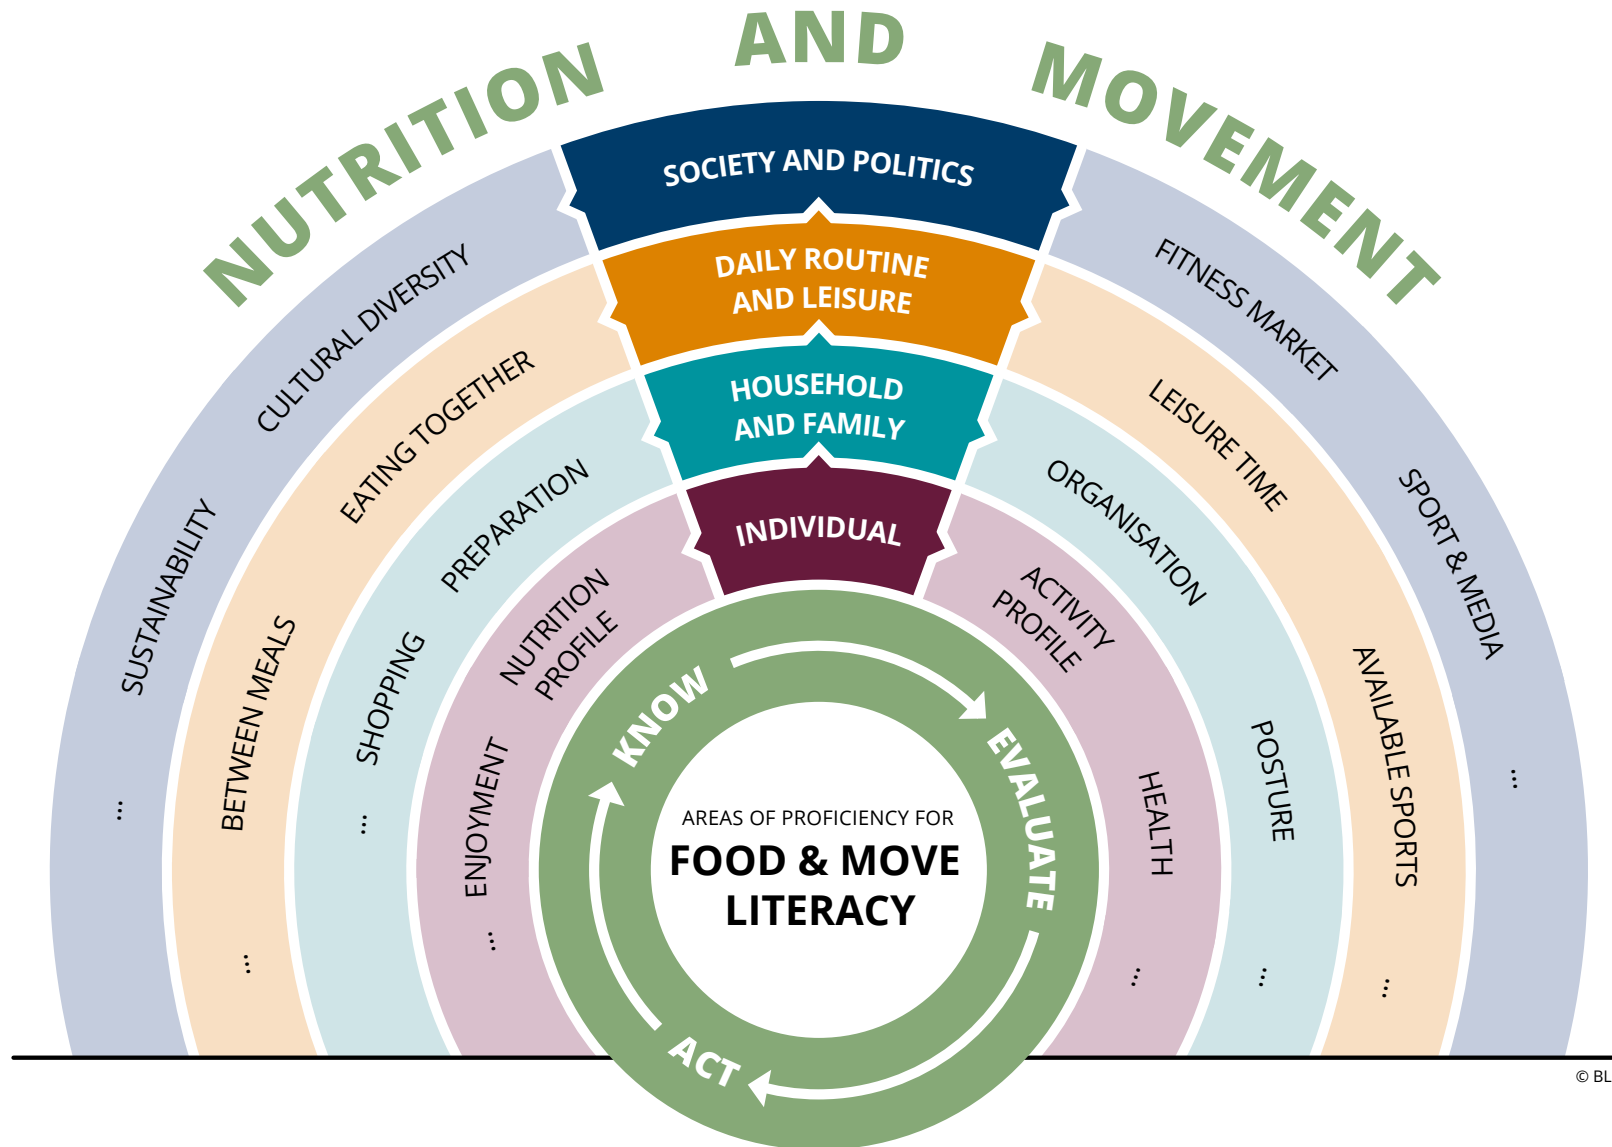 NUTRITION AND MOVEMENT
SOCIETY AND POLITICS
DAILY ROUTINE
AND LEISURE
HOUSEHOLD
AND FAMILY
INDIVIDUAL
CULTURAL DIVERSITY
SUSTAINABILITY
...
EATING TOGETHER
BETWEEN MEALS
...
PREPARATION
SHOPPING
...
NUTRITION
PROFILE
ENJOYMENT
...
FITNESS MARKET
SPORT & MEDIA
...
LEISURE TIME
AVAILABLE SPORTS
...
ORGANISATION
POSTURE
...
ACTIVITY
PROFILE
HEALTH
...
KNOW
EVALUATE
ACT
AREAS OF PROFICIENCY FOR
FOOD & MOVE
LITERACY
© BL